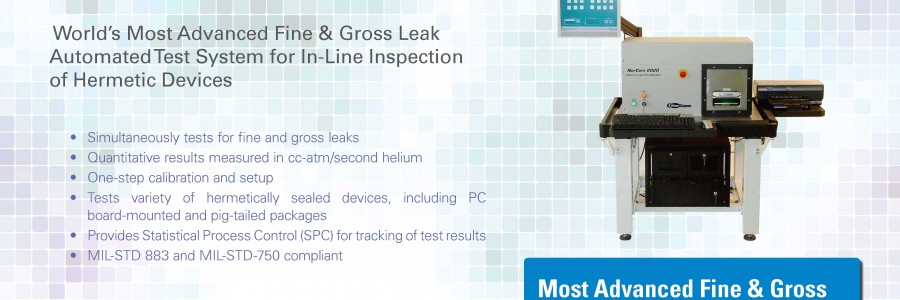 World's Most Advanced Fine & Gross Leak
Automated Test System for In-Line Inspection
of Hermetic Devices
• Simultaneously tests for fine and gross leaks
• Quantitative results measured in cc-atm/second helium
• One-step calibration and setup
• Tests variety of hermetically sealed devices, including PC
board-mounted and pig-tailed packages
• Provides Statistical Process Control (SPC) for tracking of test results
• MIL-STD 883 and MIL-STD-750 compliant
Nor-Com 2020
Most Advanced Fine & Gross